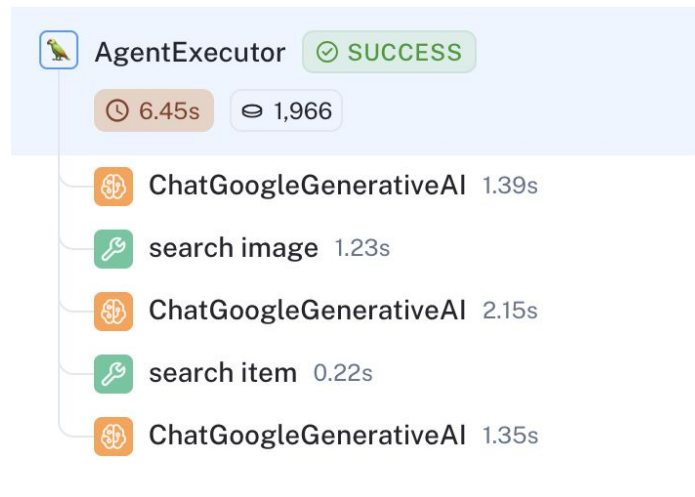 AgentExecutor SUCCESS
6.45s 1,966
ChatGoogleGenerativeAI 1.39s
search image 1.23s
ChatGoogleGenerativeAI 2.15s
search item 0.22s
ChatGoogleGenerativeAI 1.35s